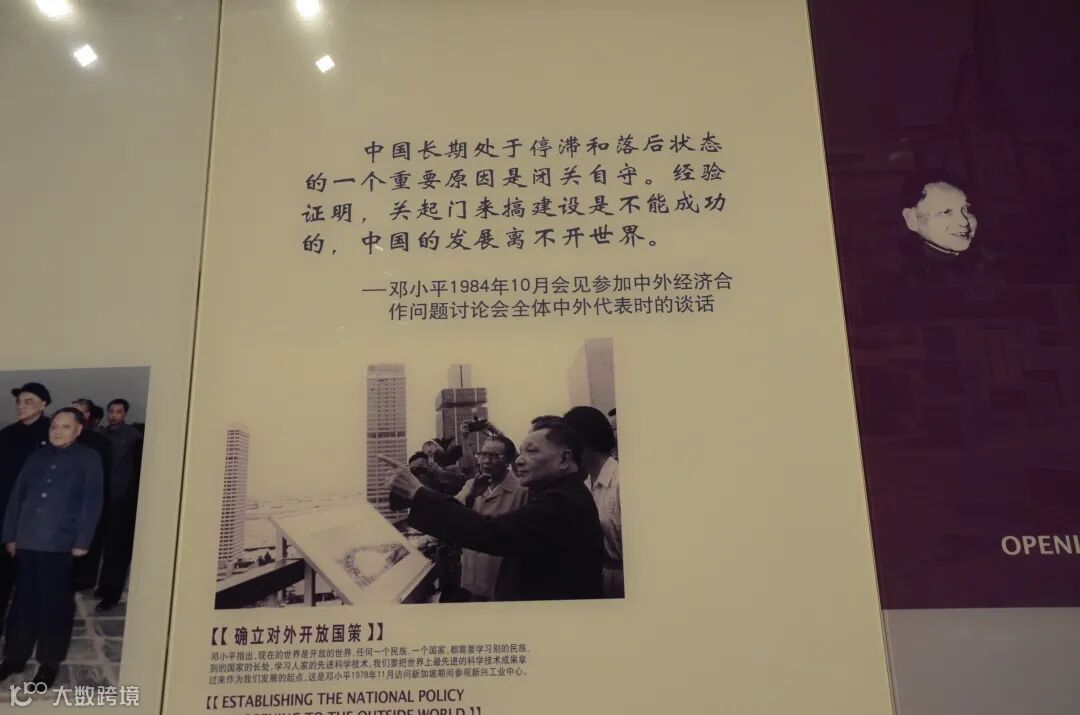 中国长期处于停滞和落后状态
的一个重要原因是闭关自守。经验
证明，关起门来搞建设是不能成功
的，中国的发展离不开世界。
—邓小平1984年10月会见参加中外经济合
作问题讨论会全体中外代表时的谈话
OPENI
【【 确立对外开放国策 】】
邓小平指出，现在的世界是开放的世界，任何一个民族、一个国家，都需要学习别的民族、
别的国家的长处，学习人家的先进科学技术，我们要把世界上最先进的科学技术成果拿
过来作为我们发展的起点。这是邓小平1978年11月访问新加坡期间参观新兴工业中心。
【【 ESTABLISHING THE NATIONAL POLICY
OPENING TO THE OUTSIDE WORLD 】】
大数跨境